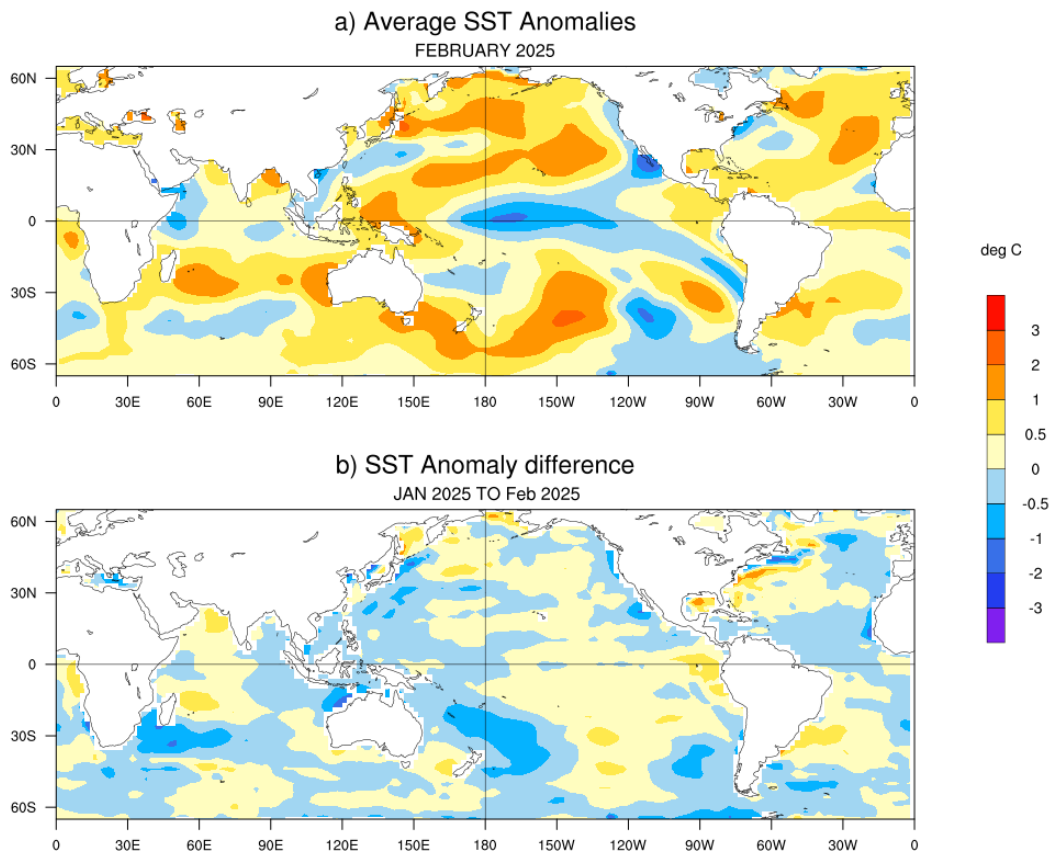 a) Average SST Anomalies
FEBRUARY 2025
60N
30N
0
30S
60S
0 30E 60E 90E 120E 150E 180 150W 120W 90W 60W 30W 0
deg C
3
2
1
0.5
0
-0.5
-1
-2
-3
b) SST Anomaly difference
JAN 2025 TO Feb 2025
60N
30N
0
30S
60S
0 30E 60E 90E 120E 150E 180 150W 120W 90W 60W 30W 0